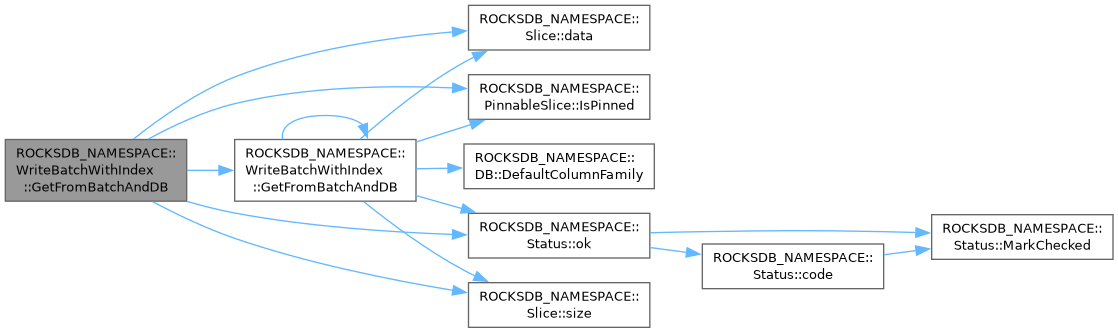 ROCKSDB_NAMESPACE::
WriteBatchWithIndex
::GetFromBatchAndDB
ROCKSDB_NAMESPACE::
Slice::data
ROCKSDB_NAMESPACE::
PinnableSlice::IsPinned
ROCKSDB_NAMESPACE::
WriteBatchWithIndex
::GetFromBatchAndDB
ROCKSDB_NAMESPACE::
DB::DefaultColumnFamily
ROCKSDB_NAMESPACE::
Status::ok
ROCKSDB_NAMESPACE::
Slice::size
ROCKSDB_NAMESPACE::
Status::code
ROCKSDB_NAMESPACE::
Status::MarkChecked